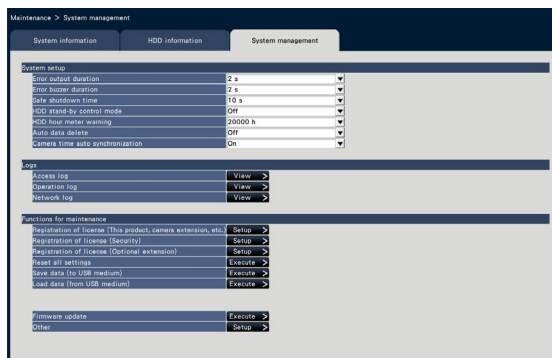 Maintenance > System management
System information HDD information System management
System setup
Error output duration 2 s
Error buzzer duration 2 s
Safe shutdown time 10 s
HDD stand-by control mode Off
HDD hour meter warning 20000 h
Auto data delete Off
Camera time auto synchronization On
Logs
Access log View >
Operation log View >
Network log View >
Functions for maintenance
Registration of license (This product, camera extension, etc.) Setup >
Registration of license (Security) Setup >
Registration of license (Optional extension) Setup >
Reset all settings Execute >
Save data (to USB medium) Execute >
Load data (from USB medium) Execute >
Firmware update Execute >
Other Setup >